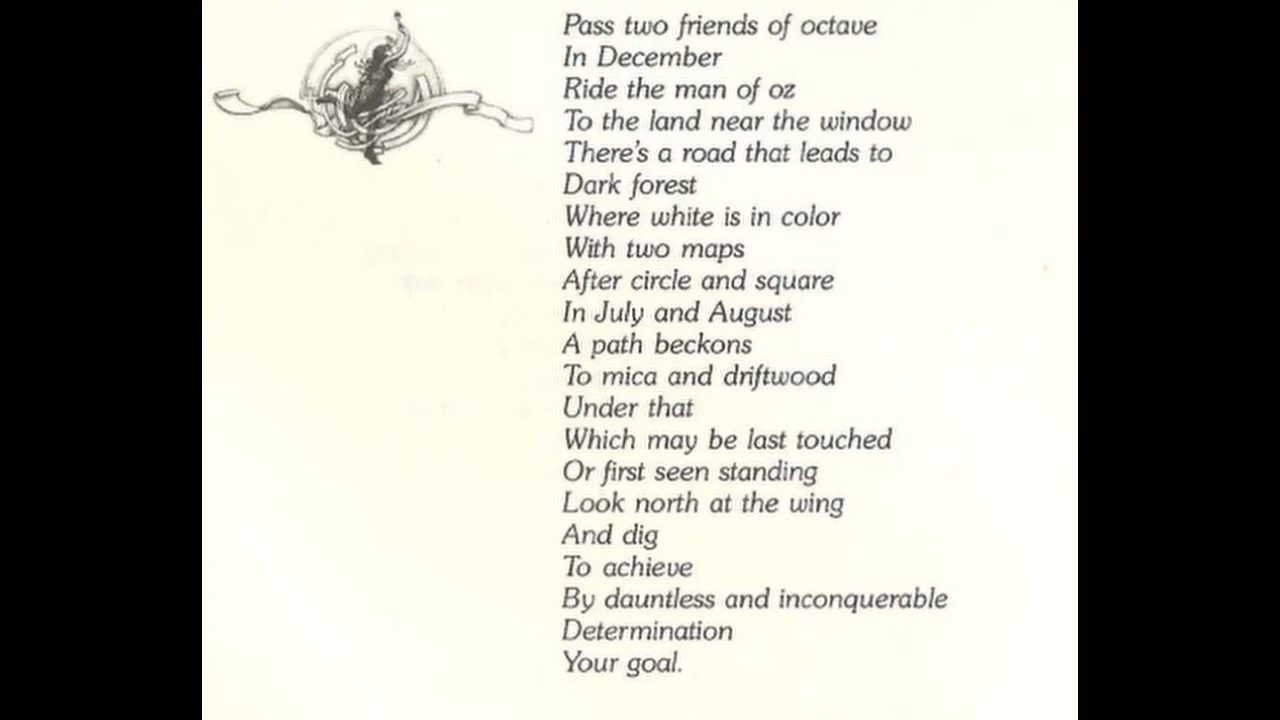 Pass two friends of octave
In December
Ride the man of oz
To the land near the window
There's a road that leads to
Dark forest
Where white is in color
With two maps
After circle and square
In July and August
A path beckons
To mica and driftwood
Under that
Which may be last touched
Or first seen standing
Look north at the wing
And dig
To achieve
By dauntless and inconquerable
Determination
Your goal.